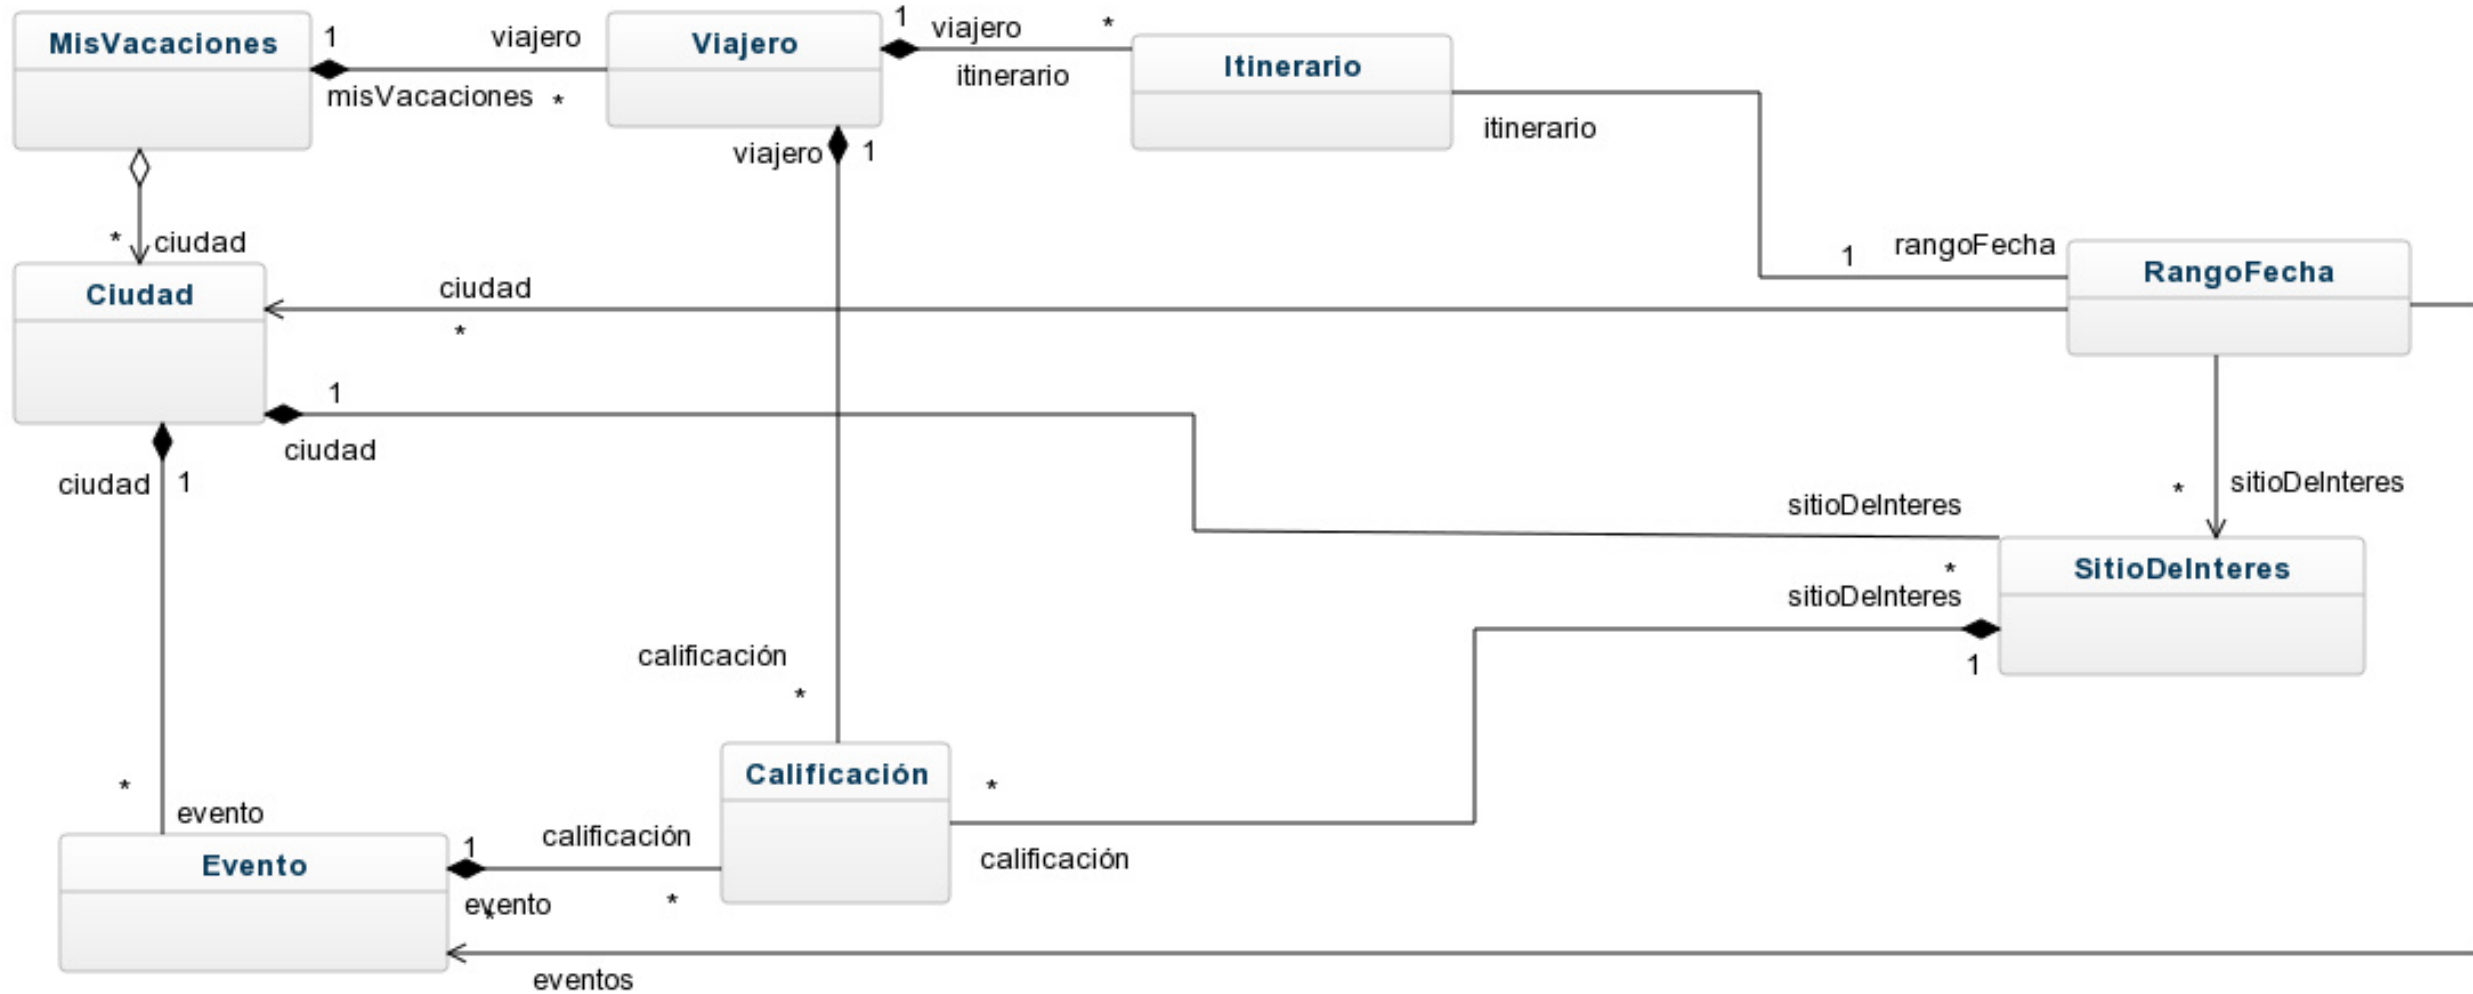 MisVacaciones
1
viajero
misVacaciones
*
Viajero
1
viajero
*
itinerario
Itinerario
itinerario
viajero
1
*
ciudad
Ciudad
ciudad
*
1
rangoFecha
RangoFecha
1
ciudad
ciudad
1
*
sitioDeInteres
sitioDeInteres
*
SitioDeInteres
sitioDeInteres
1
calificación
*
Calificación
*
calificación
*
evento
Evento
1
calificación
evento
*
*
eventos